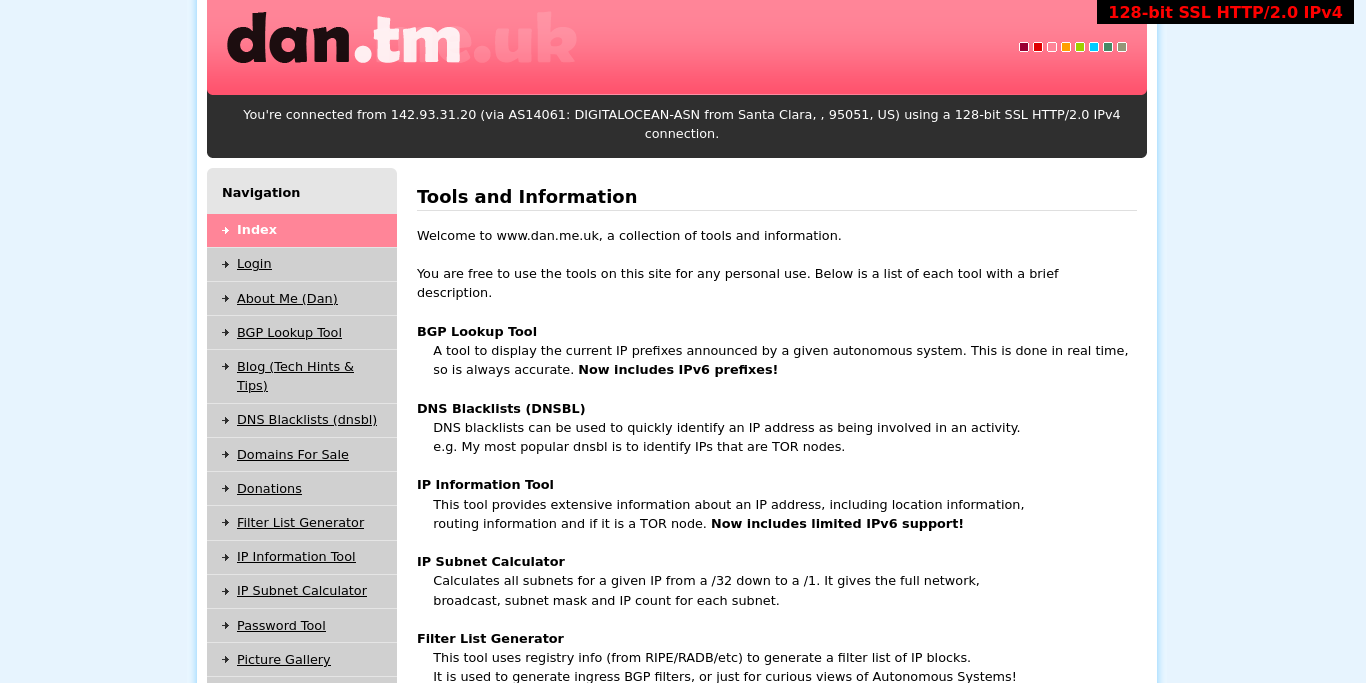 128-bit SSL HTTP/2.0 IPv4
dan.tm
e.uk
You're connected from 142.93.31.20 (via AS14061: DIGITALOCEAN-ASN from Santa Clara, , 95051, US) using a 128-bit SSL HTTP/2.0 IPv4
connection.
Navigation
Index
Login
About Me (Dan)
BGP Lookup Tool
Blog (Tech Hints &
Tips)
DNS Blacklists (dnsbl)
Domains For Sale
Donations
Filter List Generator
IP Information Tool
IP Subnet Calculator
Password Tool
Picture Gallery
Tools and Information
Welcome to www.dan.me.uk, a collection of tools and information.
You are free to use the tools on this site for any personal use. Below is a list of each tool with a brief
description.
BGP Lookup Tool
A tool to display the current IP prefixes announced by a given autonomous system. This is done in real time,
so is always accurate. Now includes IPv6 prefixes!
DNS Blacklists (DNSBL)
DNS blacklists can be used to quickly identify an IP address as being involved in an activity.
e.g. My most popular dnsbl is to identify IPs that are TOR nodes.
IP Information Tool
This tool provides extensive information about an IP address, including location information,
routing information and if it is a TOR node. Now includes limited IPv6 support!
IP Subnet Calculator
Calculates all subnets for a given IP from a /32 down to a /1. It gives the full network,
broadcast, subnet mask and IP count for each subnet.
Filter List Generator
This tool uses registry info (from RIPE/RADB/etc) to generate a filter list of IP blocks.
It is used to generate ingress BGP filters, or just for curious views of Autonomous Systems!